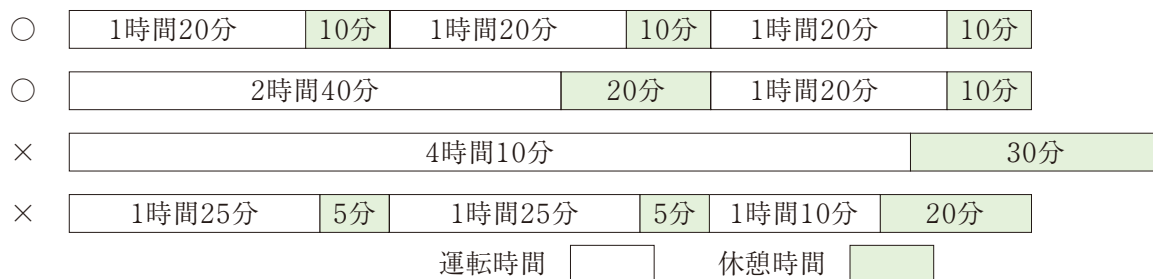 ○ 1時間20分 10分 1時間20分 10分 1時間20分 10分
○ 2時間40分 20分 1時間20分 10分
× 4時間10分 30分
× 1時間25分 5分 1時間25分 5分 1時間10分 20分
運転時間 休憩時間